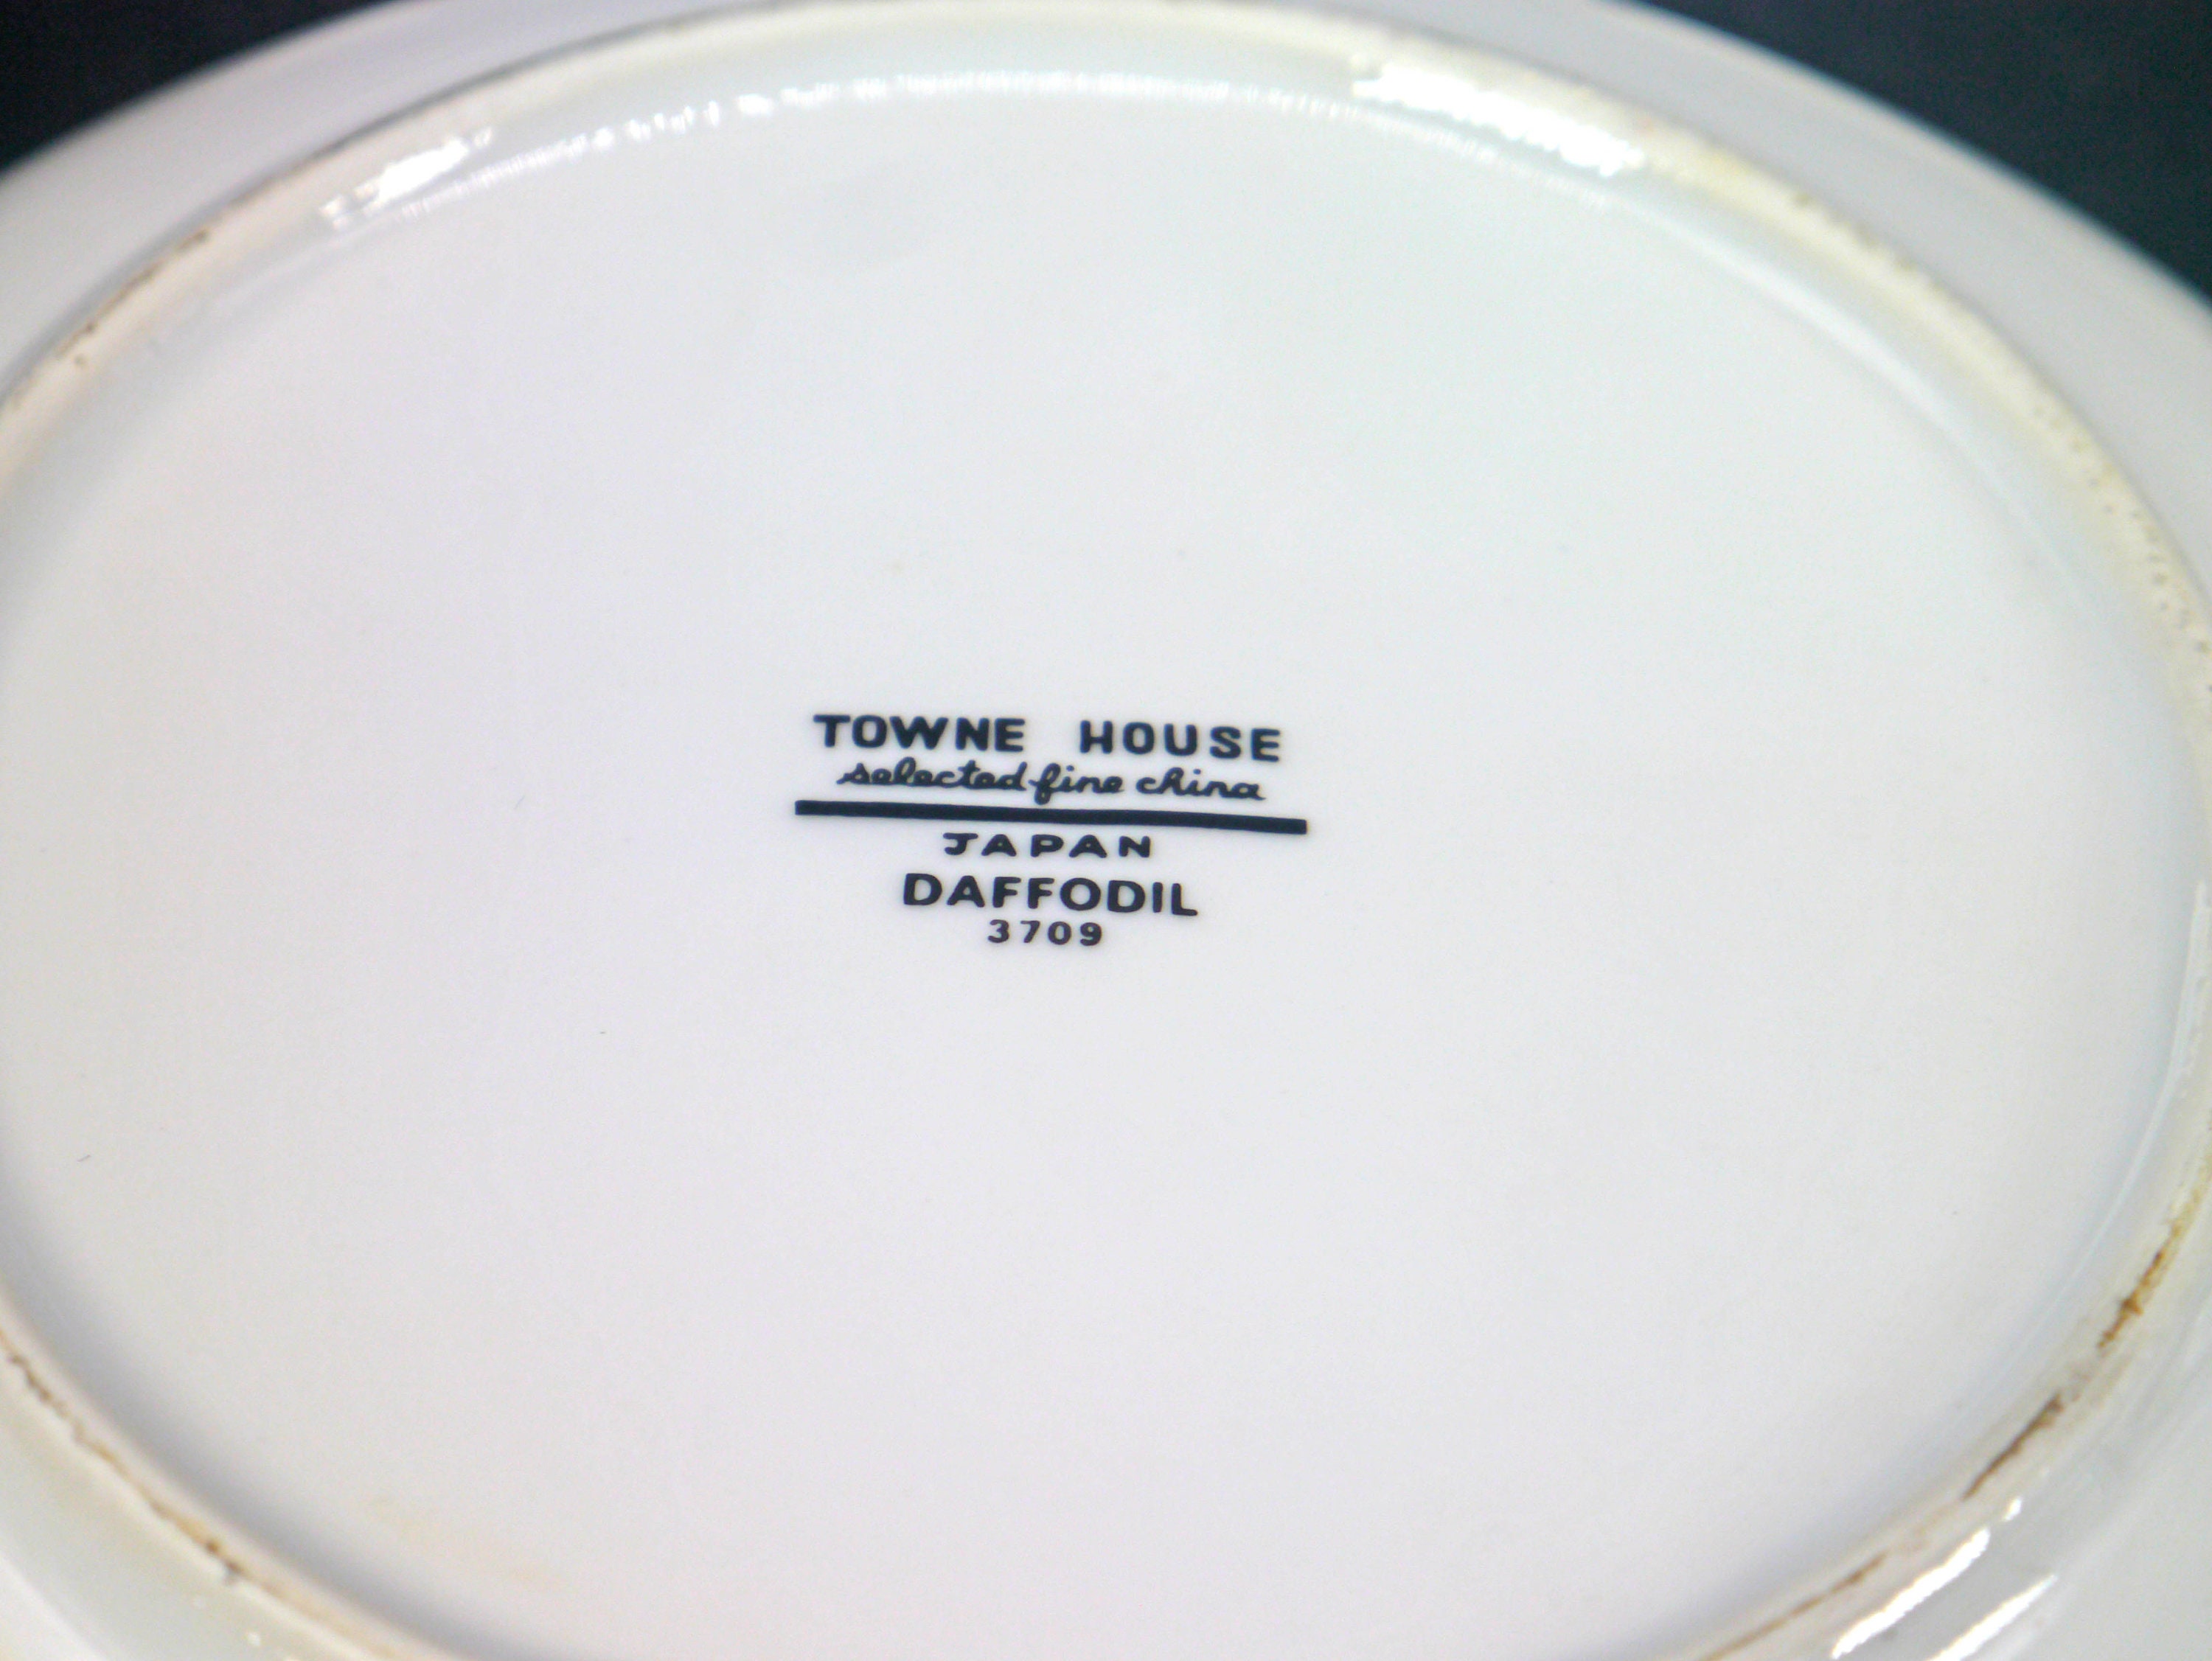 TOWNE HOUSE
selected fine china
JAPAN
DAFFODIL
3709